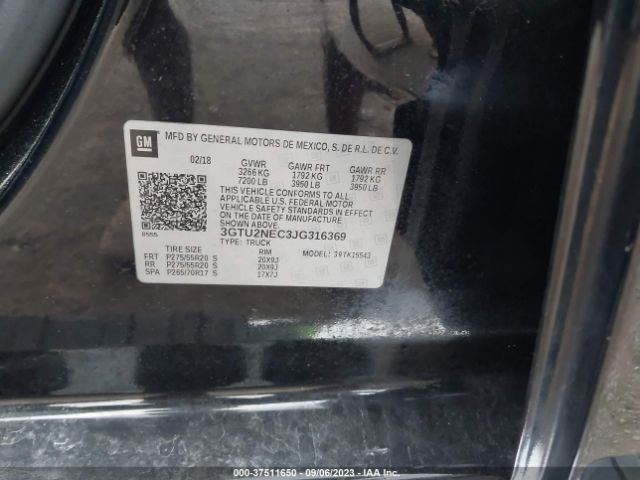 GM
MFD BY GENERAL MOTORS DE MEXICO, S. DE R.L. DE C.V.
02/18 GVWR GAWR FRT GAWR RR
3266 KG 1792 KG 1792 KG
7200 LB 3950 LB 3950 LB
THIS VEHICLE CONFORMS TO ALL
APPLICABLE U.S. FEDERAL MOTOR
VEHICLE SAFETY STANDARDS IN
EFFECT ON THE DATE OF
MANUFACTURE SHOWN ABOVE.
3GTU2NEC3JG316369
TYPE: TRUCK
TIRE SIZE RIM MODEL:
FRT P275/55R20 S 20X9J
RR P275/55R20 S 20X9J
SPA P265/70R17 S 17X7J
00-37511650 - 09/06/2023 - IAA Inc.